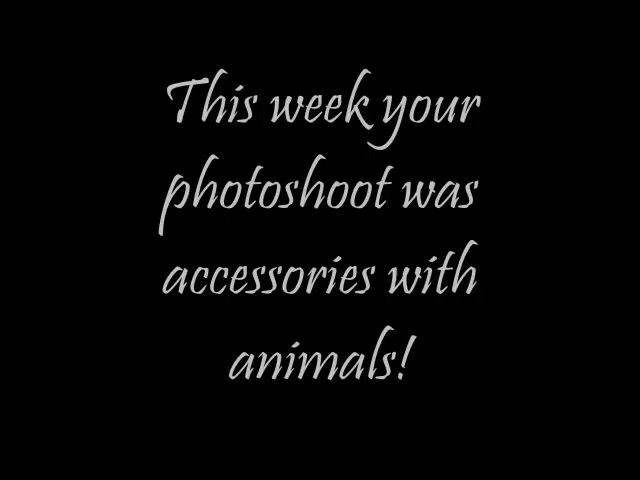 This week your
photoshoot was
accessories with
animals!